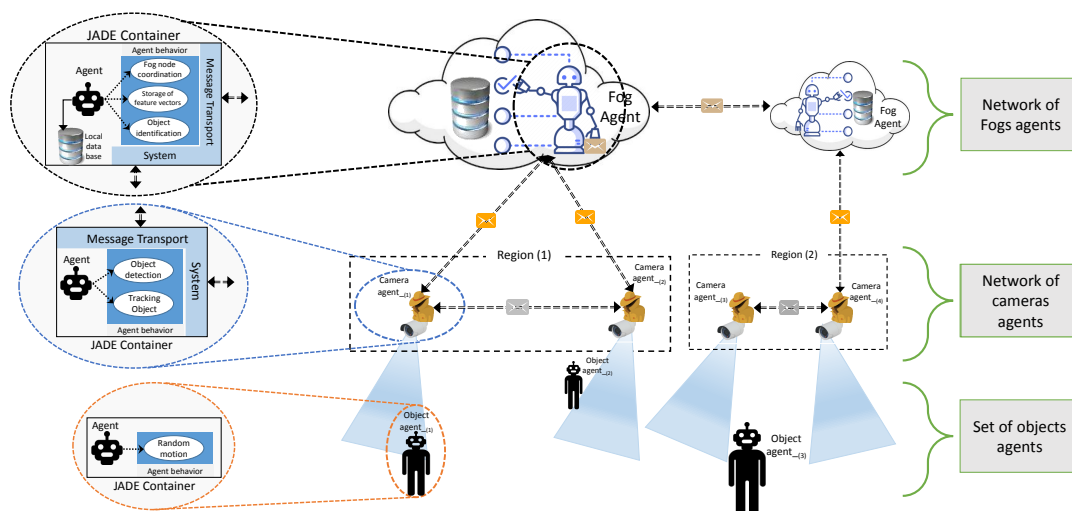 JADE Container
Agent behavior
Agent
Fog node
coordination
Storage of
feature vectors
Object
identification
Local
data
base
Message Transport
System
Fog
Agent
Fog
Agent
Network of
Fogs agents
Message Transport
Agent
Object
detection
Tracking
Object
System
Agent behavior
JADE Container
Region (1)
Camera
agent_(1)
Camera
agent_(2)
Region (2)
Camera
agent_(3)
Camera
agent_(4)
Network of
cameras
agents
Object
agent_(2)
Agent
Random
motion
Agent behavior
JADE Container
Object
agent_(1)
Object
agent_(3)
Set of objects
agents